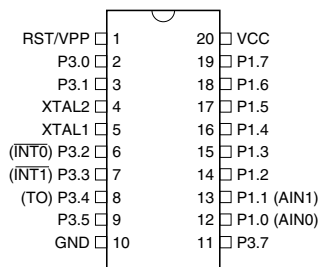 RST/VPP 1 20 VCC
P3.0 2 19 P1.7
P3.1 3 18 P1.6
XTAL2 4 17 P1.5
XTAL1 5 16 P1.4
(INT0) P3.2 6 15 P1.3
(INT1) P3.3 7 14 P1.2
(TO) P3.4 8 13 P1.1 (AIN1)
P3.5 9 12 P1.0 (AIN0)
GND 10 11 P3.7